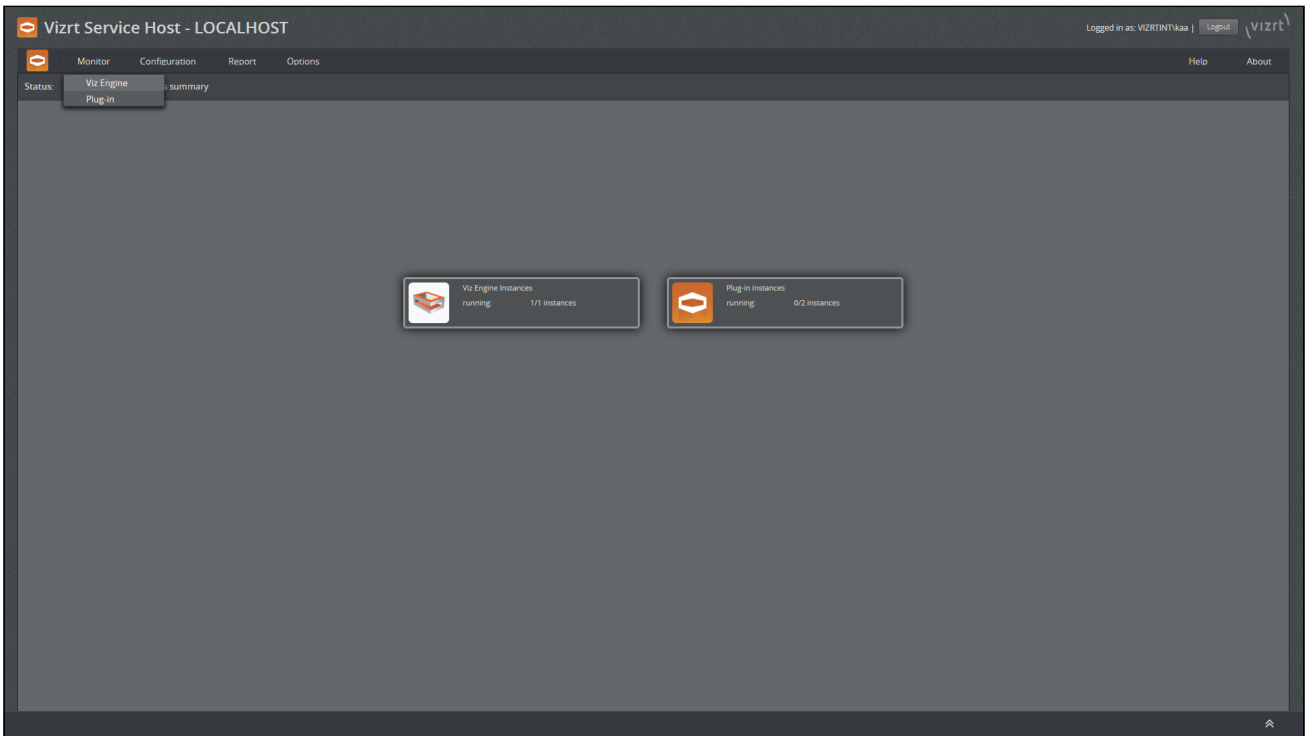 Vizrt Service Host - LOCALHOST
Logged in as: VIZRTINT\kaa | Logout vizrt
Monitor Configuration Report Options Help About
Status: s summary
Viz Engine
Plug-in
Viz Engine Instances
running: 1/1 instances
Plug-in Instances
running: 0/2 instances